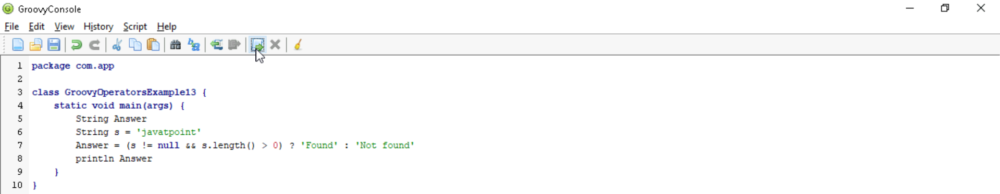 GroovyConsole
File Edit View History Script Help
1 package com.app
2
3 class GroovyOperatorsExample13 {
4     static void main(args) {
5         String Answer
6         String s = 'javatpoint'
7         Answer = (s != null && s.length() > 0) ? 'Found' : 'Not found'
8         println Answer
9     }
10 }